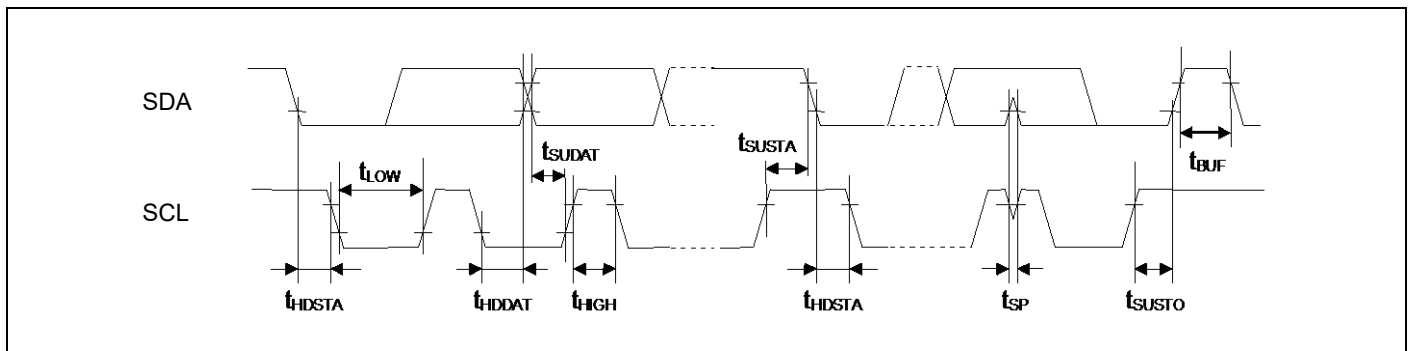 SDA
tSUDAT
tSUSTA
tBUF
tLOW
SCL
tHDSTA
tHDDAT
tHIGH
tHDSTA
tSP
tSUSTO